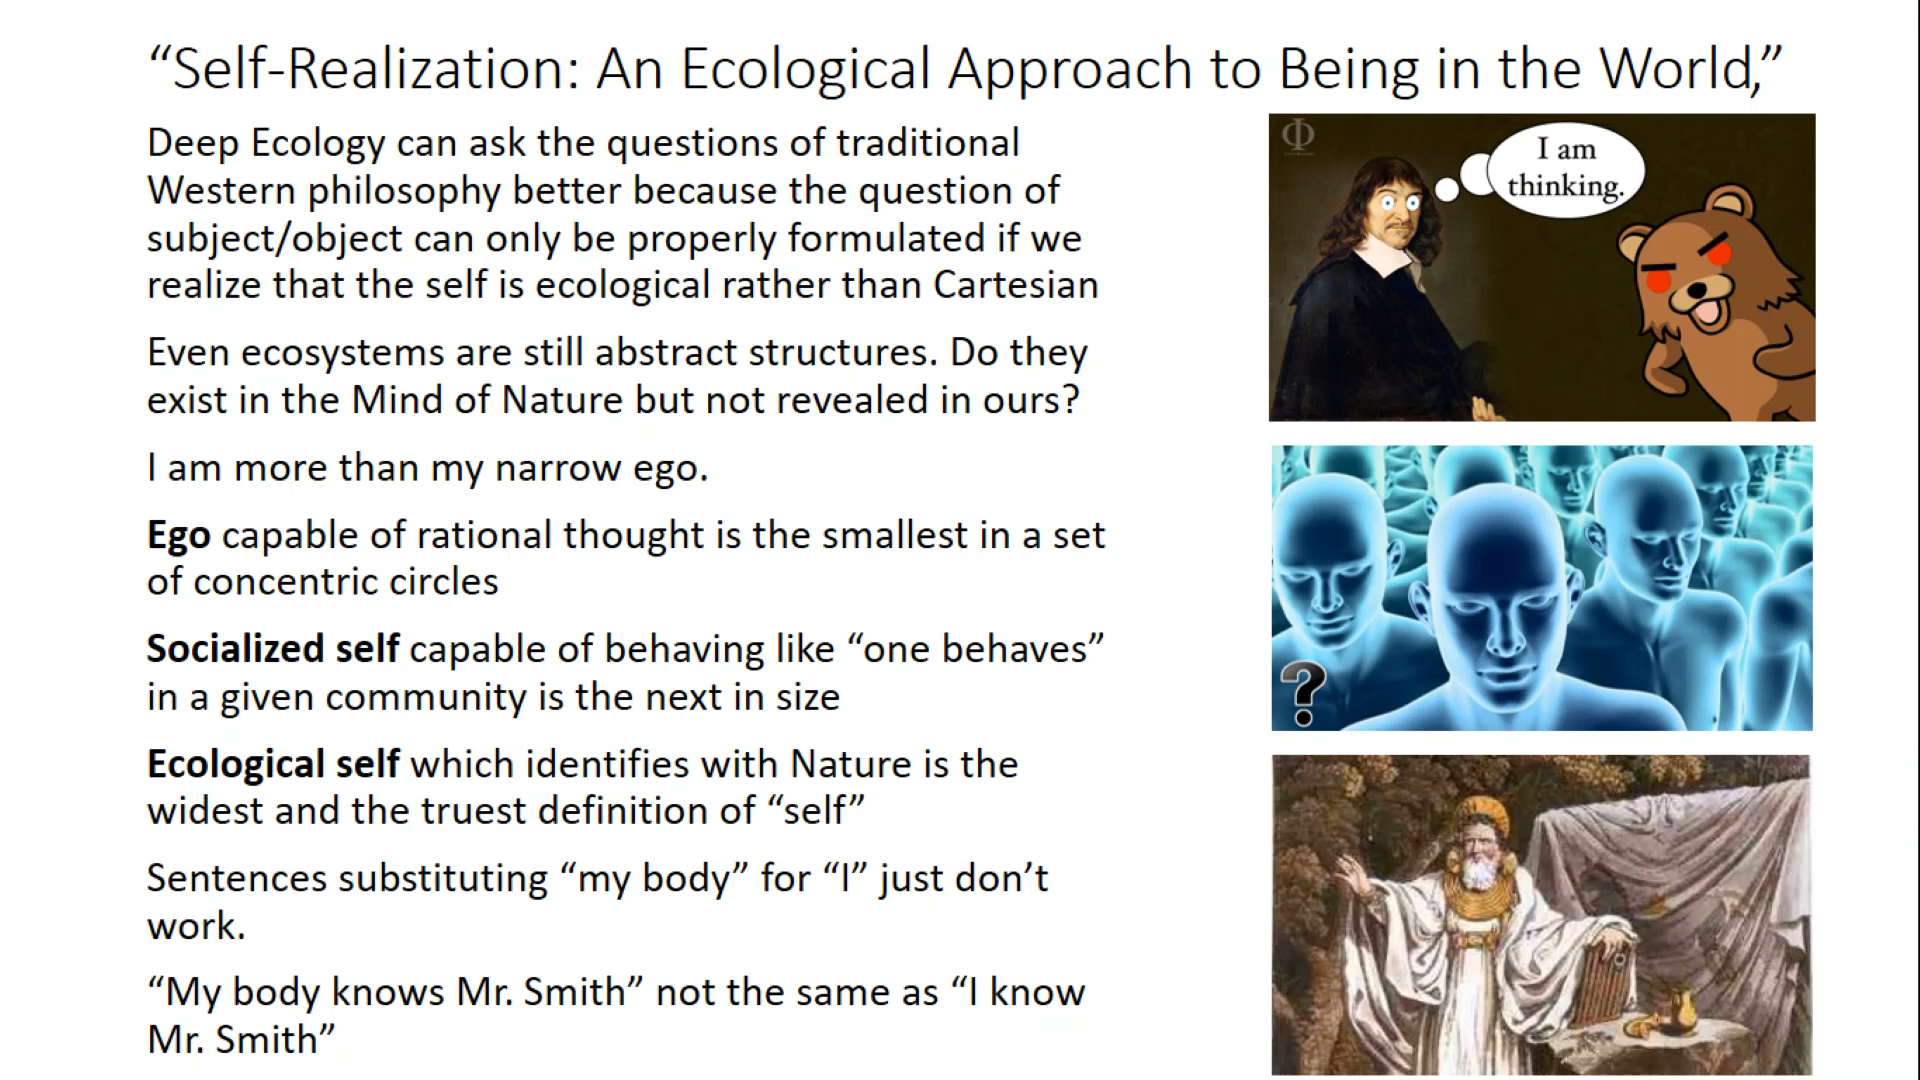 “Self-Realization: An Ecological Approach to Being in the World,”
Deep Ecology can ask the questions of traditional
Western philosophy better because the question of
subject/object can only be properly formulated if we
realize that the self is ecological rather than Cartesian
Even ecosystems are still abstract structures. Do they
exist in the Mind of Nature but not revealed in ours?
I am more than my narrow ego.
Ego capable of rational thought is the smallest in a set
of concentric circles
Socialized self capable of behaving like “one behaves”
in a given community is the next in size
Ecological self which identifies with Nature is the
widest and the truest definition of “self”
Sentences substituting “my body” for “I” just don’t
work.
“My body knows Mr. Smith” not the same as “I know
Mr. Smith”
Φ
I am
thinking.
?